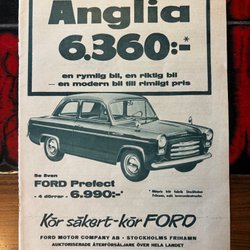 Anglia
6.360:-*
en rymlig bil, en riktig bil
- en modern bil till rimligt pris
Se även
FORD Prefect
- 4 dörrar - 6.990:-*
Kör säkert - kör FORD
FORD MOTOR COMPANY AB - STOCKHOLMS FRIHAMN
AUKTORISERADE ÅTERFÖRSÄLJARE ÖVER HELA LANDET